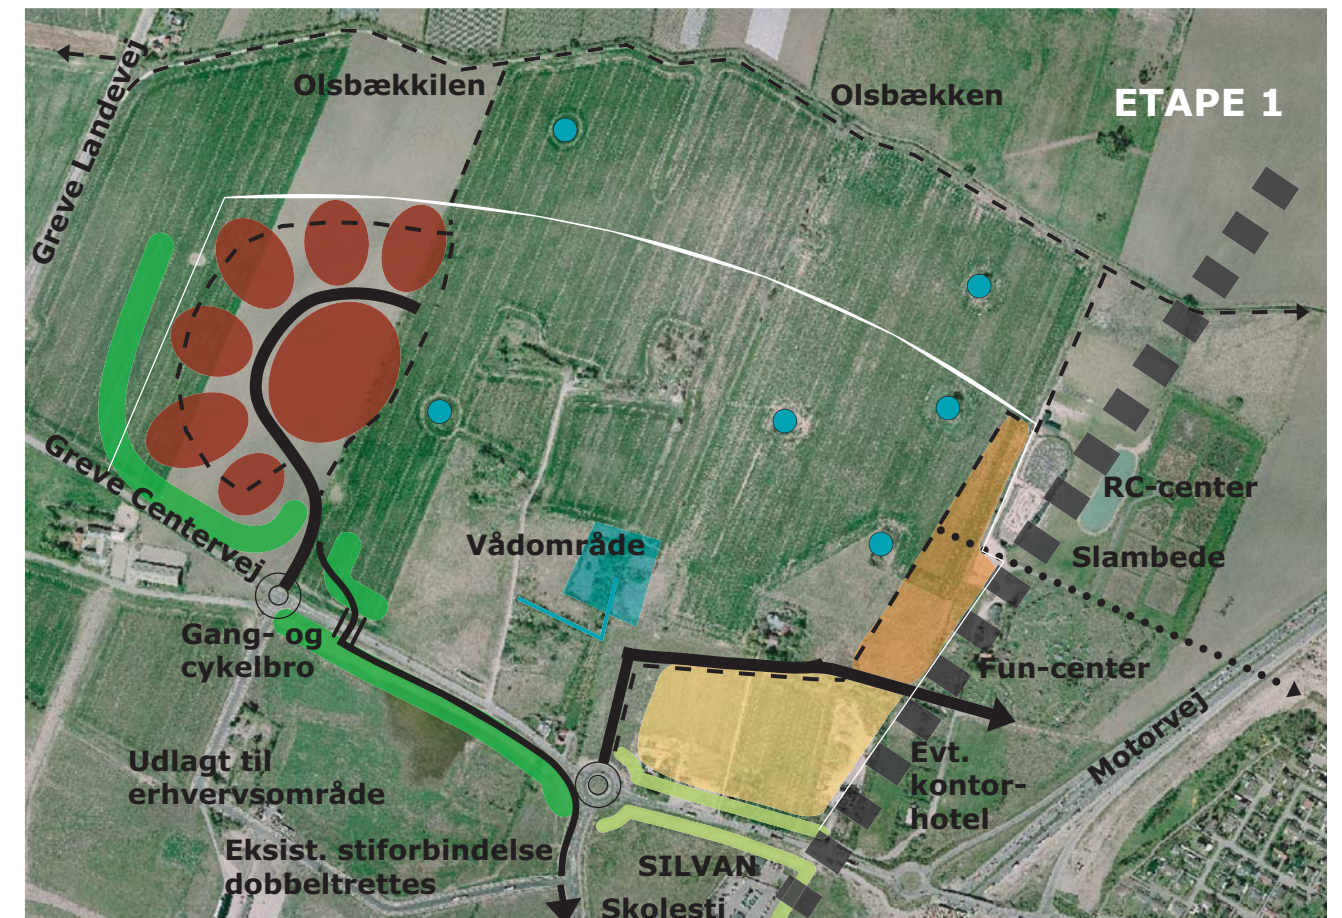 Greve Landevej
Olsbækkilen
Olsbækken
ETAPE 1
Greve Centervej
RC-center
Vådområde
Slambede
Gang- og
cykelbro
Fun-center
Motorvej
Udlagt til
erhvervsområde
Evt.
kontor-
hotel
Eksist. stiforbindelse
dobbeltrettes
SILVAN
Skolesti